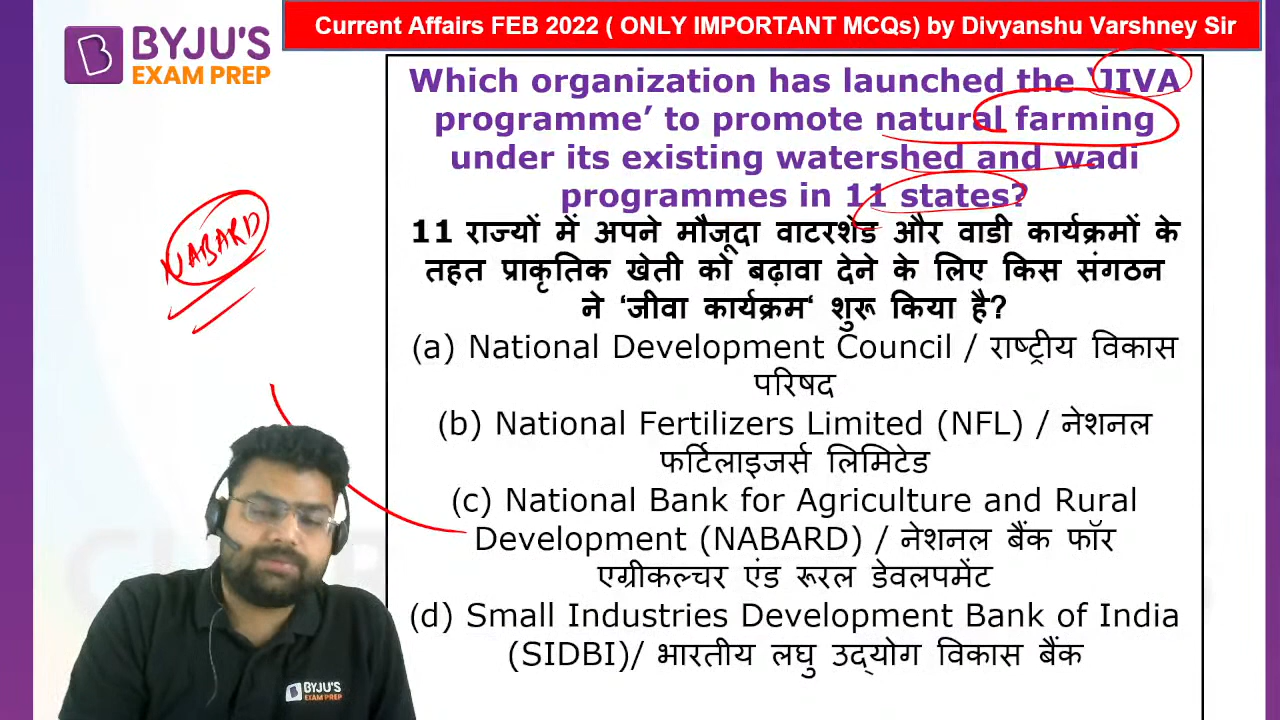 Current Affairs FEB 2022 ( ONLY IMPORTANT MCQs) by Divyanshu Varshney Sir
BYJU'S
EXAM PREP
Which organization has launched the ‘JIVA
programme’ to promote natural farming
under its existing watershed and wadi
programmes in 11 states?
11 राज्यों में अपने मौजूदा वाटरशेड और वाडी कार्यक्रमों के
तहत प्राकृतिक खेती को बढ़ावा देने के लिए किस संगठन
ने ‘जीवा कार्यक्रम‘ शुरू किया है?
NABARD
(a) National Development Council / राष्ट्रीय विकास
परिषद
(b) National Fertilizers Limited (NFL) / नेशनल
फर्टिलाइजर्स लिमिटेड
(c) National Bank for Agriculture and Rural
Development (NABARD) / नेशनल बैंक फॉर
एग्रीकल्चर एंड रूरल डेवलपमेंट
(d) Small Industries Development Bank of India
(SIDBI)/ भारतीय लघु उद्योग विकास बैंक
BYJU'S
EXAM PREP